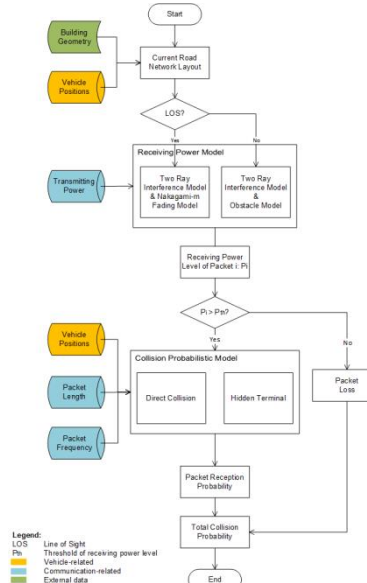 Start
Building
Geometry
Current Road
Network Layout
Vehicle
Positions
LOS?
Yes
No
Receiving Power Model
Transmitting
Power
Two Ray
Interference Model
& Nakagami-m
Fading Model
Two Ray
Interference Model
&
Obstacle Model
Receiving Power
Level of Packet i: Pi
Pi > Pth?
Yes
No
Vehicle
Positions
Collision Probabilistic Model
Packet
Length
Direct Collision
Hidden Terminal
Packet
Loss
Packet
Frequency
Packet Reception
Probability
Total Collision
Probability
End
Legend:
LOS Line of Sight
Pth Threshold of receiving power level
Vehicle-related
Communication-related
External data